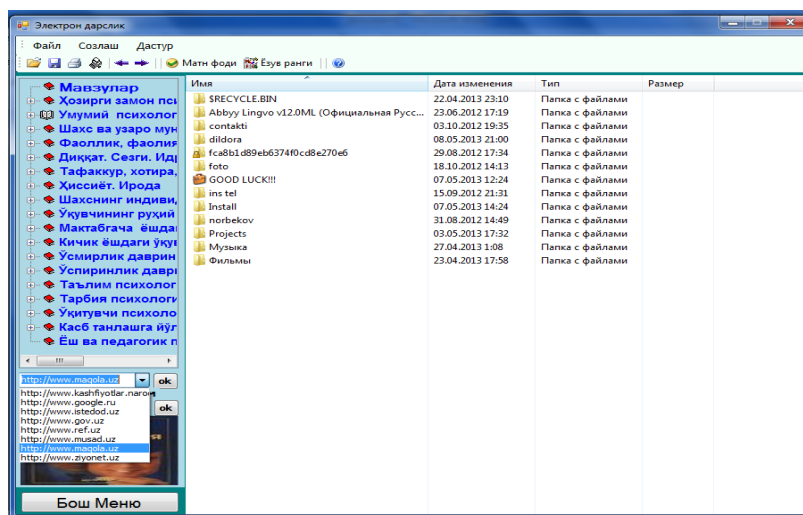 Электрон дарслик
Файл Созлаш Дастур
Матн фоди Ёзув ранги
Мавзулар
Ҳозирги замон пси
Умумий психолог
Шахс ва узаро мун
Фаоллик, фаолия
Диққат. Сезги. Ид
Тафаккур, хотира,
Ҳиссиёт. Ирода
Шахснинг индиви
Ўқувчининг руҳий
Мактабгача ёшда
Кичик ёшдаги ўқу
Ўсмирлик даврин
Ўспиринлик даври
Таълим психолог
Тарбия психологи
Ўқитувчи психоло
Касб танлашга йўл
Ёш ва педагогик п
http://www.maqola.uz ok
http://www.kashfiyotlar.narod
http://www.google.ru
http://www.istedod.uz ok
http://www.gov.uz
http://www.ref.uz
http://www.musad.uz
http://www.maqola.uz
http://www.ziyonet.uz
Бош Меню
Имя Дата изменения Тип Размер
$RECYCLE.BIN 22.04.2013 23:10 Папка с файлами
Abbyy Lingvo v12.0ML (Официальная Русс... 23.06.2012 17:19 Папка с файлами
contakti 03.10.2012 19:35 Папка с файлами
dildora 08.05.2013 21:00 Папка с файлами
fca8b1d89eb6374f0cd8e270e6 29.08.2012 17:34 Папка с файлами
foto 18.10.2012 14:13 Папка с файлами
GOOD LUCK!!! 07.05.2013 12:24 Папка с файлами
ins tel 15.09.2012 21:31 Папка с файлами
Install 07.05.2013 14:24 Папка с файлами
norbekov 31.08.2012 14:49 Папка с файлами
Projects 03.05.2013 17:32 Папка с файлами
Музыка 27.04.2013 1:08 Папка с файлами
Фильмы 23.04.2013 17:58 Папка с файлами